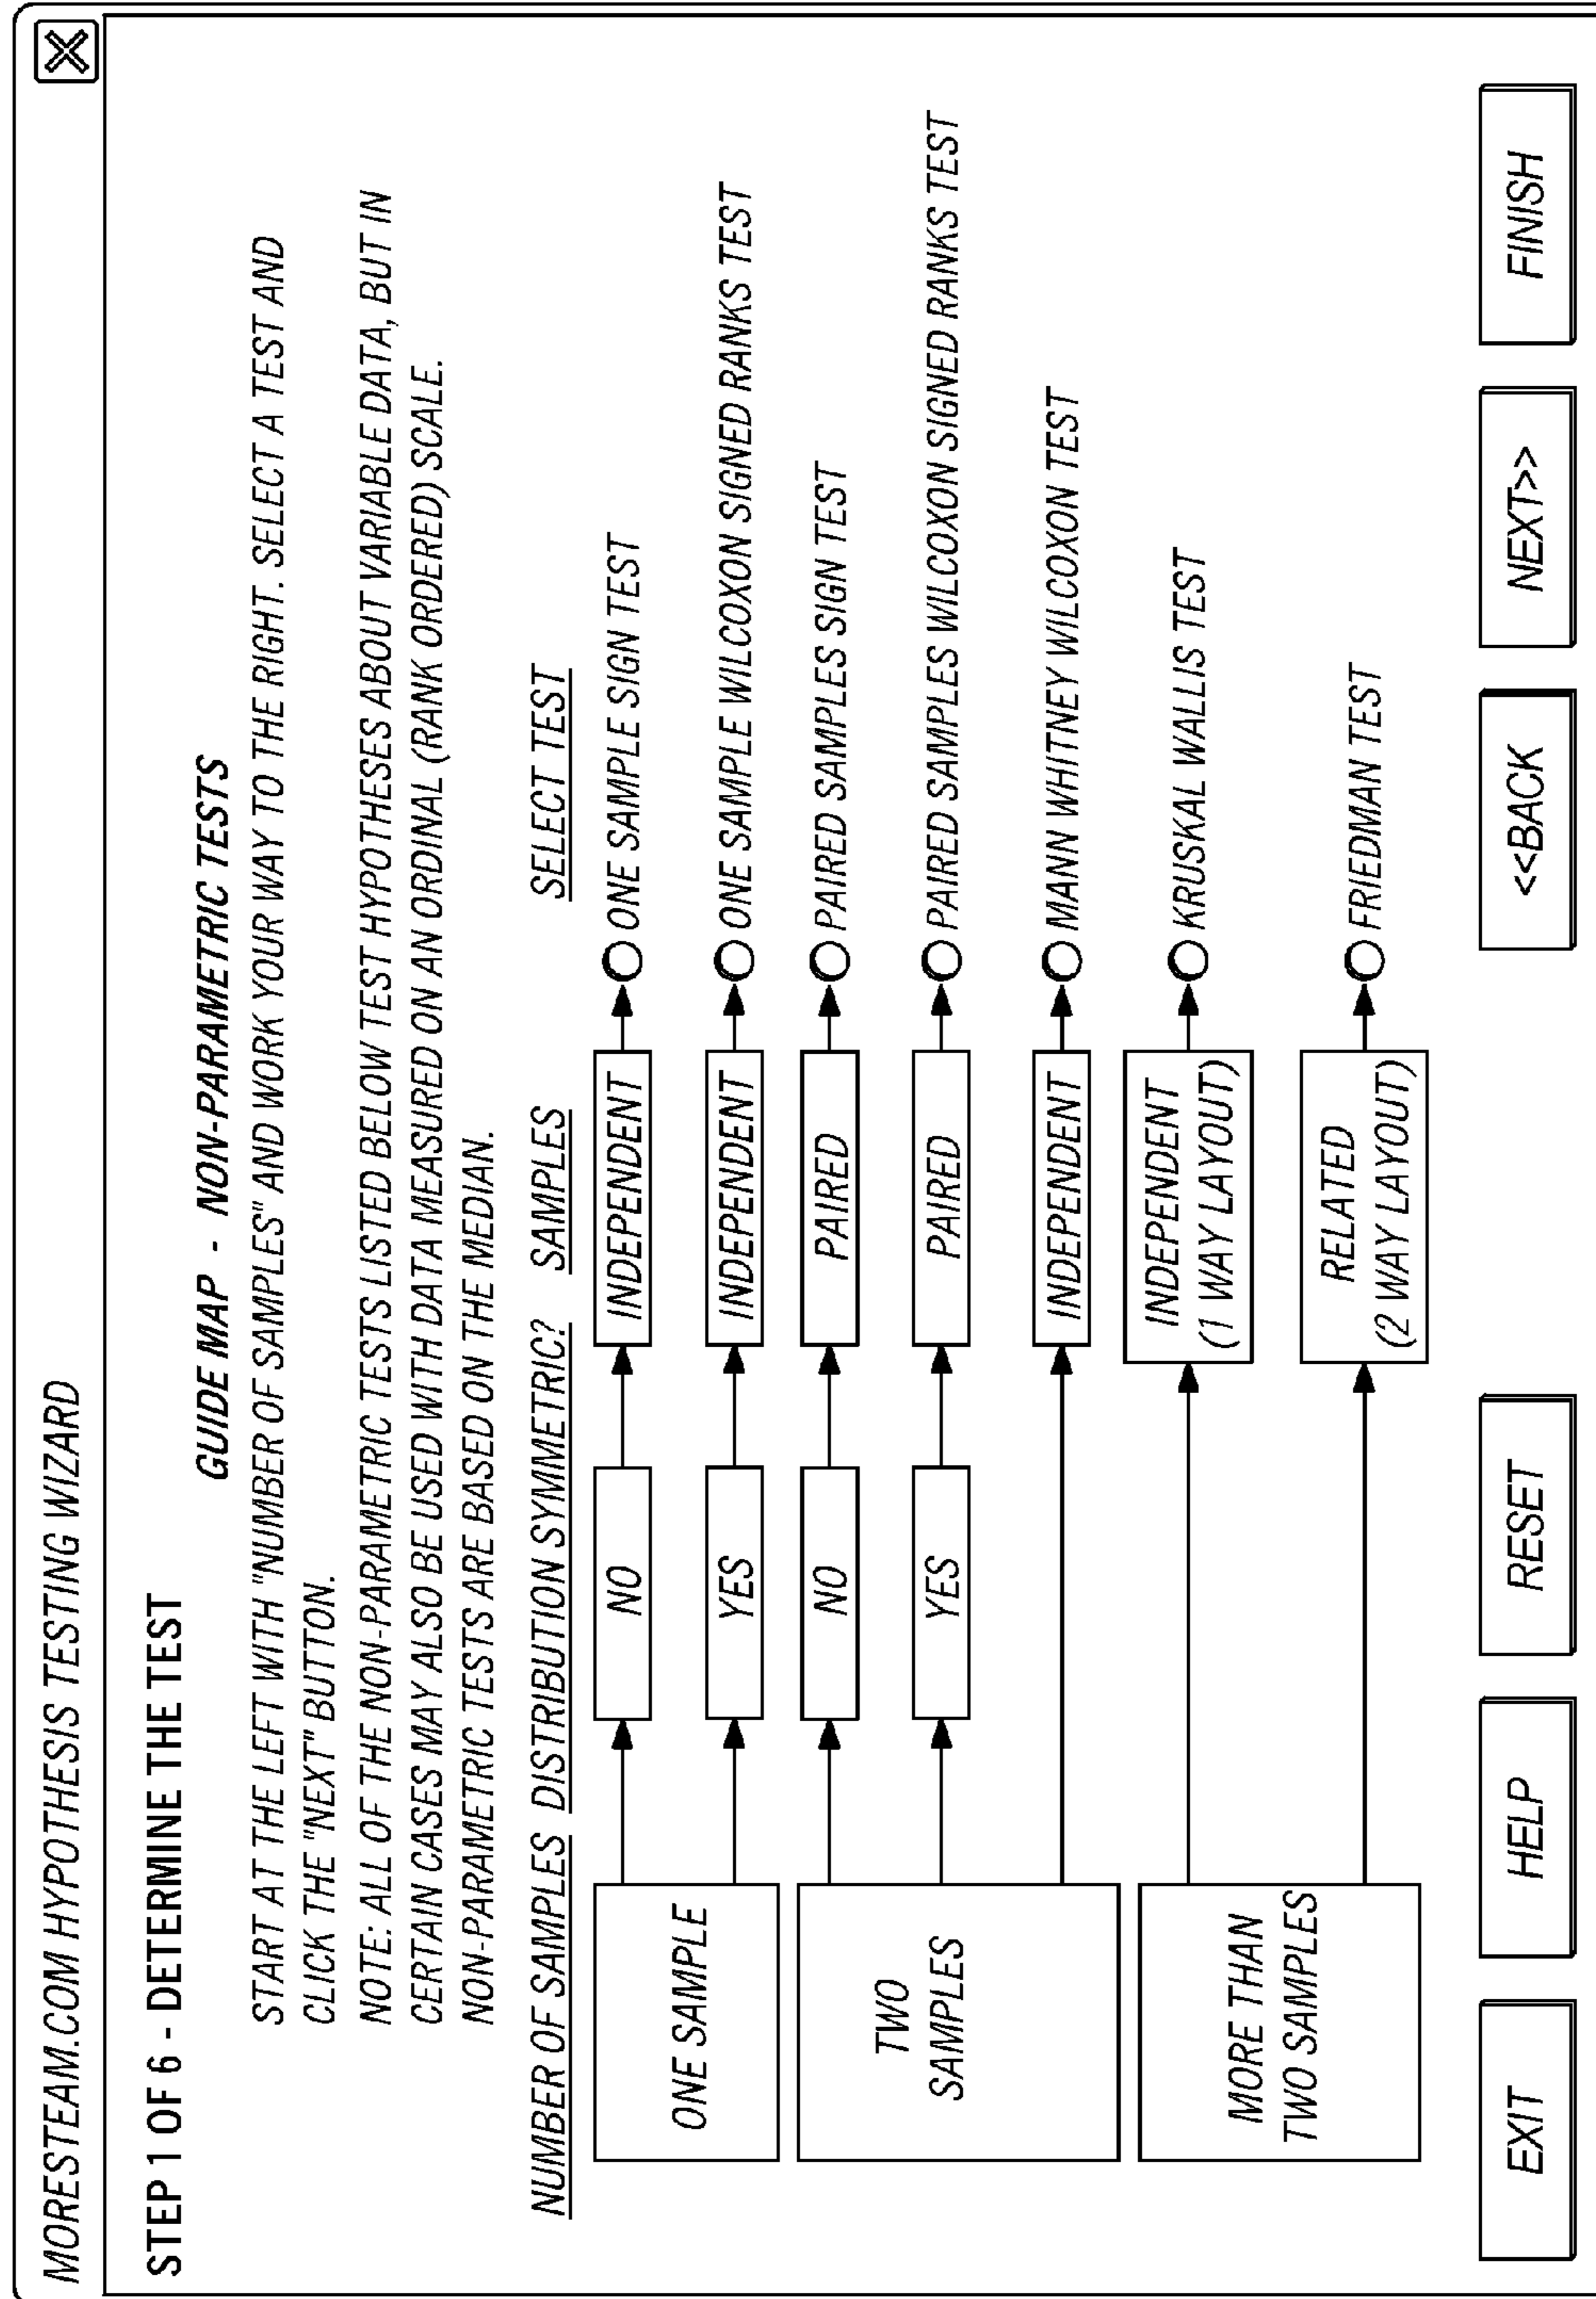 MORESTEAM.COM HYPOTHESIS TESTING WIZARD
STEP 1 OF 6 - DETERMINE THE TEST
GUIDE MAP - NON-PARAMETRIC TESTS
START AT THE LEFT WITH "NUMBER OF SAMPLES" AND WORK YOUR WAY TO THE RIGHT. SELECT A TEST AND
CLICK THE "NEXT" BUTTON.
NOTE: ALL OF THE NON-PARAMETRIC TESTS LISTED BELOW TEST HYPOTHESES ABOUT VARIABLE DATA, BUT IN
CERTAIN CASES MAY ALSO BE USED WITH DATA MEASURED ON AN ORDINAL (RANK ORDERED) SCALE.
NON-PARAMETRIC TESTS ARE BASED ON THE MEDIAN.
NUMBER OF SAMPLES DISTRIBUTION SYMMETRIC? SAMPLES SELECT TEST
ONE SAMPLE
NO INDEPENDENT ONE SAMPLE SIGN TEST
YES INDEPENDENT ONE SAMPLE WILCOXON SIGNED RANKS TEST
TWO
SAMPLES
NO PAIRED PAIRED SAMPLES SIGN TEST
YES PAIRED PAIRED SAMPLES WILCOXON SIGNED RANKS TEST
INDEPENDENT MANN WHITNEY WILCOXON TEST
MORE THAN
TWO SAMPLES
INDEPENDENT
(1 WAY LAYOUT)
KRUSKAL WALLIS TEST
RELATED
(2 WAY LAYOUT)
FRIEDMAN TEST
EXIT HELP RESET <<BACK NEXT>> FINISH